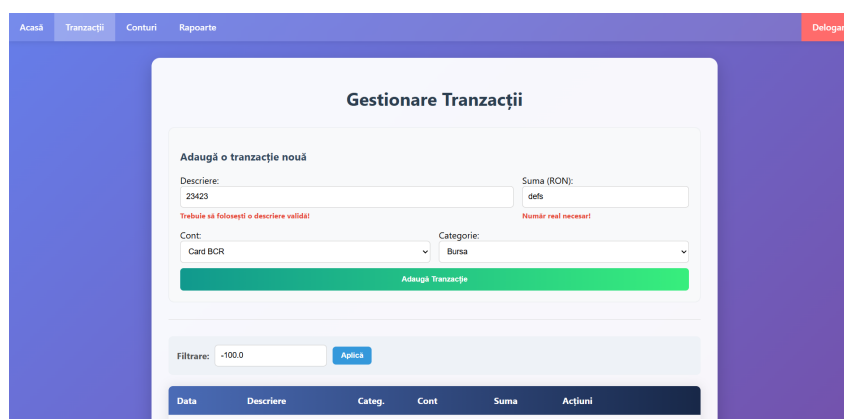 Acasă Tranzacții Conturi Rapoarte Delogar
Gestionare Tranzacții
Adaugă o tranzacție nouă
Descriere: Suma (RON):
23423 defs
Trebuie să folosești o descriere validă! Număr real necesar!
Cont: Categorie:
Card BCR Bursa
Adaugă Tranzacție
Filtrare: -100.0 Aplică
Data Descriere Categ. Cont Suma Acțiuni